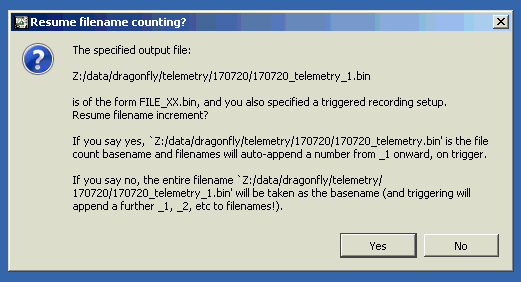 Resume filename counting?
The specified output file:
Z:/data/dragonfly/telemetry/170720/170720_telemetry_1.bin
is of the form FILE_XX.bin, and you also specified a triggered recording setup.
Resume filename increment?
If you say yes, `Z:/data/dragonfly/telemetry/170720/170720_telemetry.bin' is the file
count basename and filenames will auto-append a number from _1 onward, on trigger.
If you say no, the entire filename `Z:/data/dragonfly/telemetry/
170720/170720_telemetry_1.bin' will be taken as the basename (and triggering will
append a further _1, _2, etc to filenames!).
Yes
No